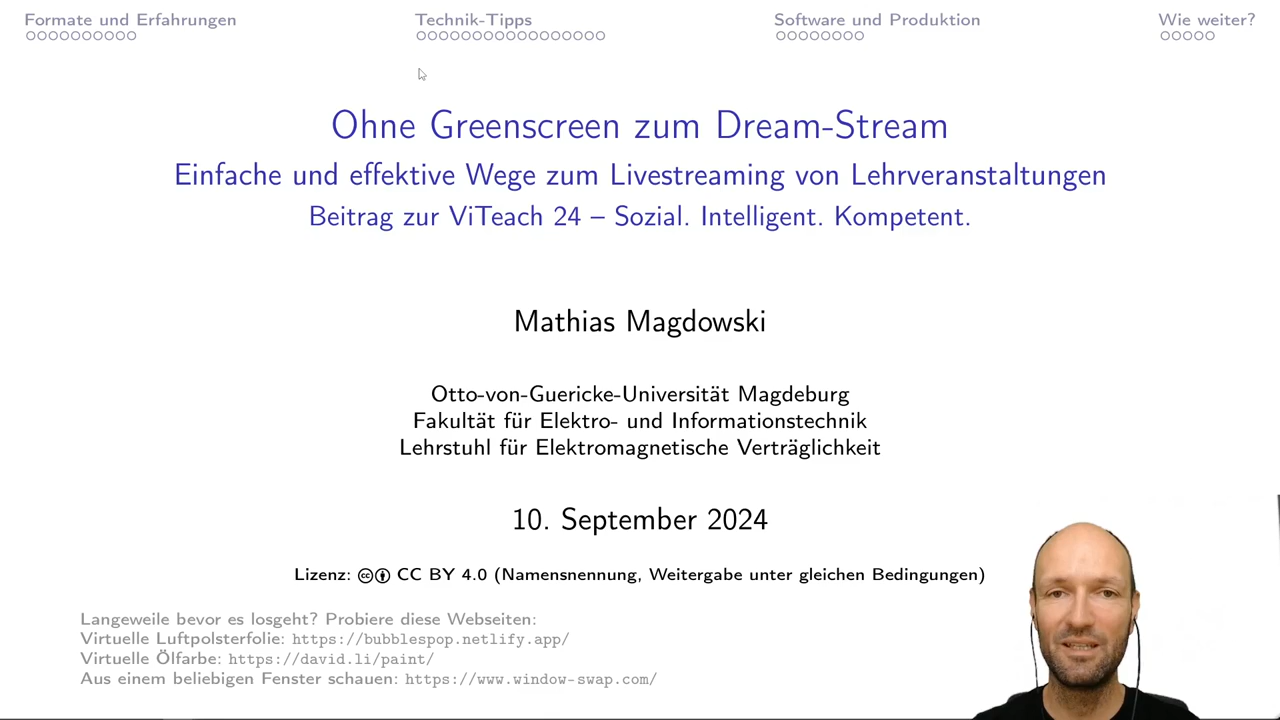 Formate und Erfahrungen Technik-Tipps Software und Produktion Wie weiter?
Ohne Greenscreen zum Dream-Stream
Einfache und effektive Wege zum Livestreaming von Lehrveranstaltungen
Beitrag zur ViTeach 24 – Sozial. Intelligent. Kompetent.
Mathias Magdowski
Otto-von-Guericke-Universität Magdeburg
Fakultät für Elektro- und Informationstechnik
Lehrstuhl für Elektromagnetische Verträglichkeit
10. September 2024
Lizenz: CC BY 4.0 (Namensnennung, Weitergabe unter gleichen Bedingungen)
Langeweile bevor es losgeht? Probiere diese Webseiten:
Virtuelle Luftpolsterfolie: https://bubblespop.netlify.app/
Virtuelle Ölfarbe: https://david.li/paint/
Aus einem beliebigen Fenster schauen: https://www.window-swap.com/